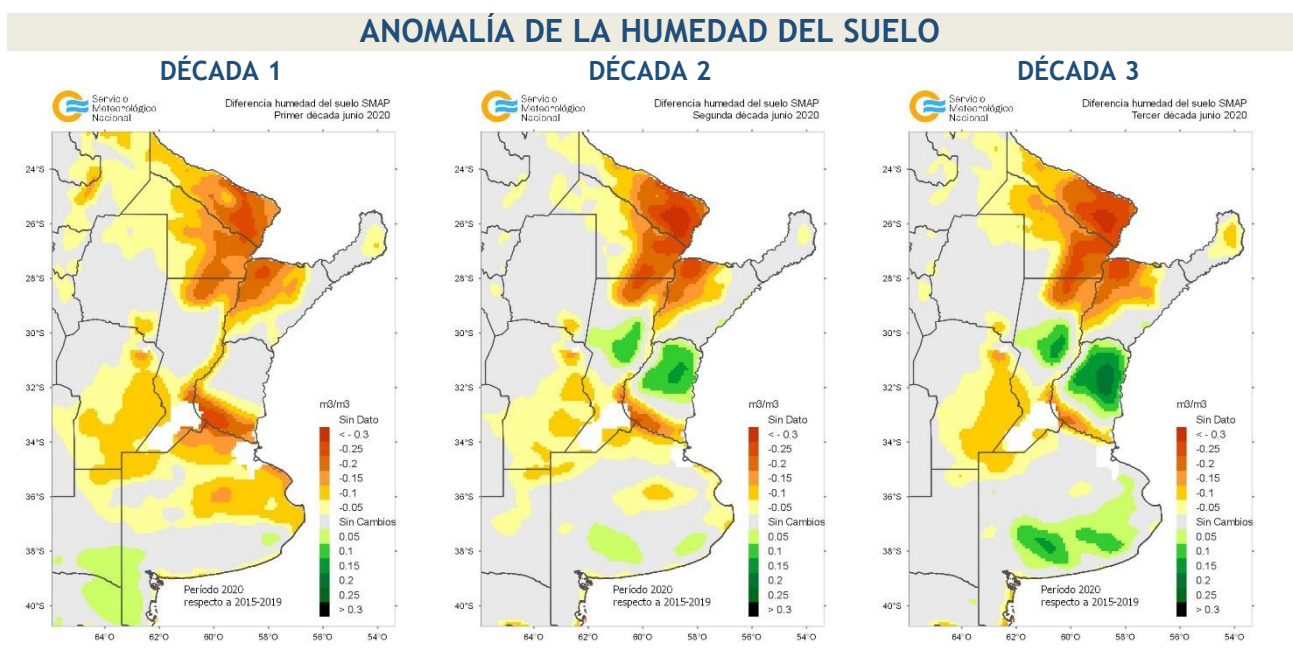 ANOMALÍA DE LA HUMEDAD DEL SUELO
DÉCADA 1
Servicio
Meteorológico
Nacional
Diferencia humedad del suelo SMAP
Primer década junio 2020
24°S
26°S
28°S
30°S
32°S
34°S
36°S
38°S
40°S
64°O
62°O
60°O
58°O
56°O
54°O
m3/m3
Sin Dato
< - 0.3
-0.25
-0.2
-0.15
-0.1
-0.05
Sin Cambios
0.05
0.1
0.15
0.2
0.25
> 0.3
Período 2020
respecto a 2015-2019
DÉCADA 2
Servicio
Meteorológico
Nacional
Diferencia humedad del suelo SMAP
Segunda década junio 2020
24°S
26°S
28°S
30°S
32°S
34°S
36°S
38°S
40°S
64°O
62°O
60°O
58°O
56°O
54°O
m3/m3
Sin Dato
< - 0.3
-0.25
-0.2
-0.15
-0.1
-0.05
Sin Cambios
0.05
0.1
0.15
0.2
0.25
> 0.3
Período 2020
respecto a 2015-2019
DÉCADA 3
Servicio
Meteorológico
Nacional
Diferencia humedad del suelo SMAP
Tercer década junio 2020
24°S
26°S
28°S
30°S
32°S
34°S
36°S
38°S
40°S
64°O
62°O
60°O
58°O
56°O
54°O
m3/m3
Sin Dato
< - 0.3
-0.25
-0.2
-0.15
-0.1
-0.05
Sin Cambios
0.05
0.1
0.15
0.2
0.25
> 0.3
Período 2020
respecto a 2015-2019